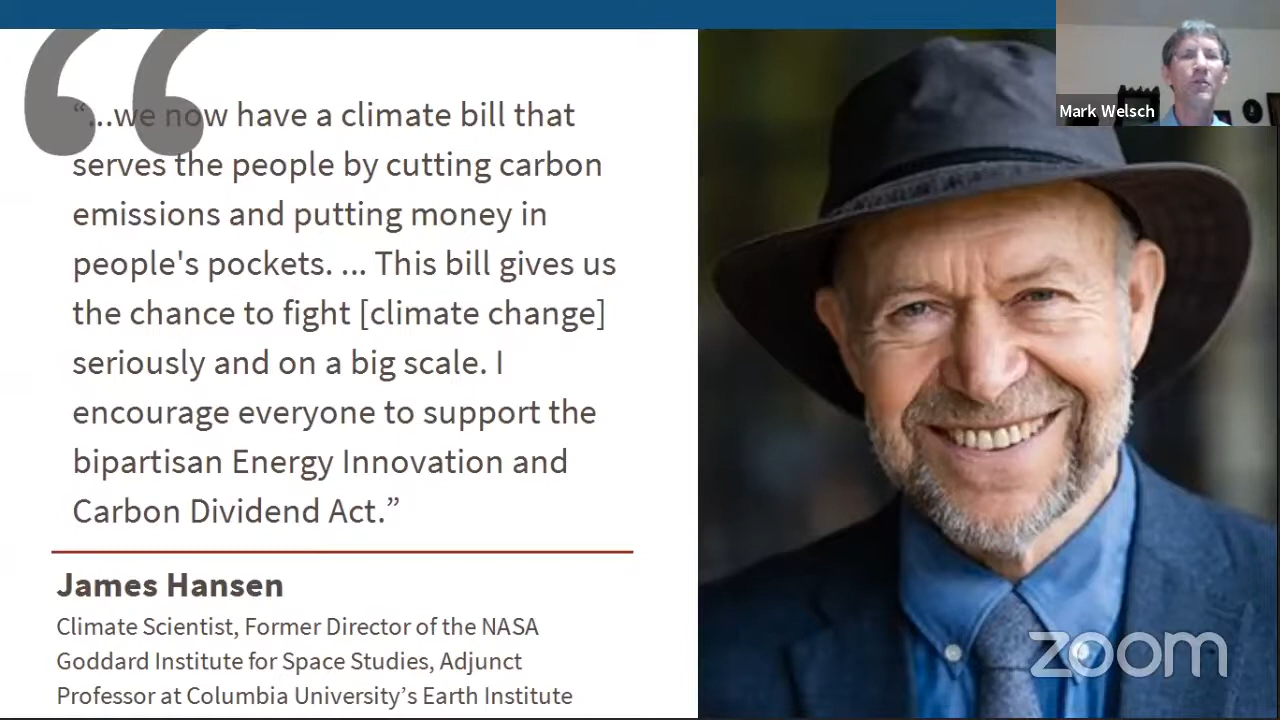 “...we now have a climate bill that
serves the people by cutting carbon
emissions and putting money in
people's pockets. ... This bill gives us
the chance to fight [climate change]
seriously and on a big scale. I
encourage everyone to support the
bipartisan Energy Innovation and
Carbon Dividend Act.”
James Hansen
Climate Scientist, Former Director of the NASA
Goddard Institute for Space Studies, Adjunct
Professor at Columbia University’s Earth Institute
Mark Welsch
zoom